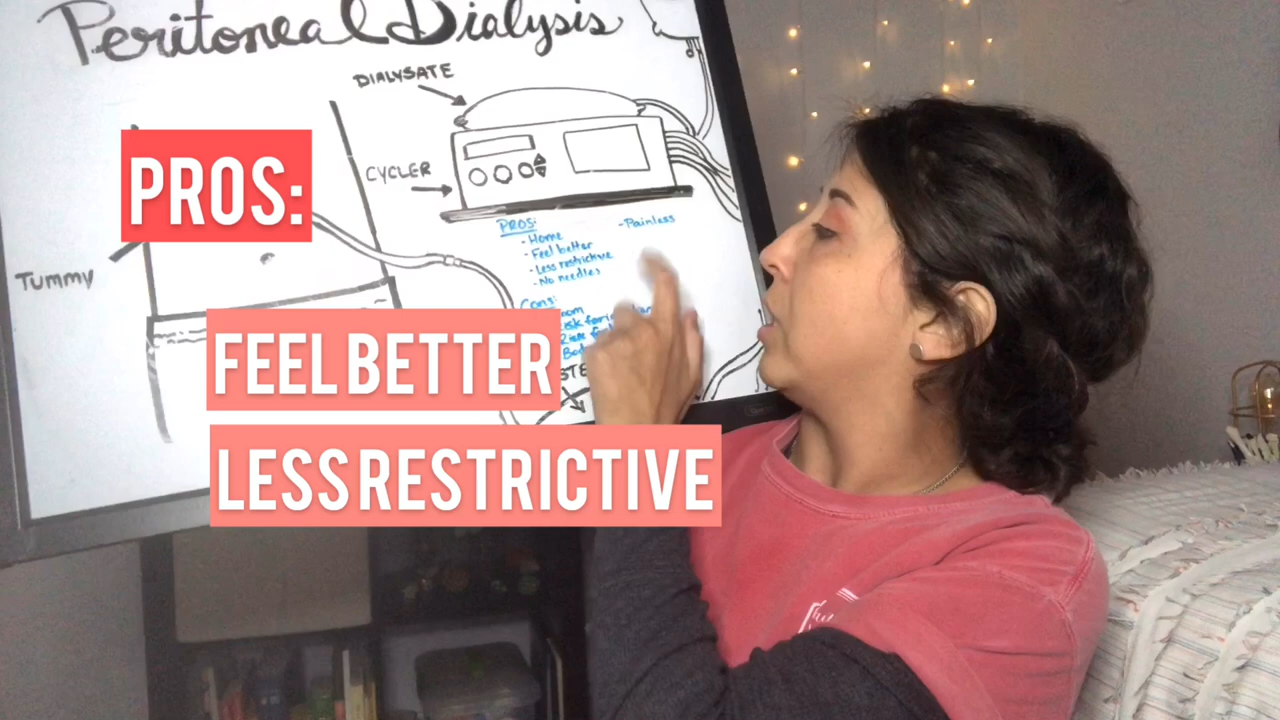 Peritoneal Dialysis
DIALYSATE
CYCLER
Tummy
PROS:
- Home
- Feel better
- Less restrictive
- No needles
- Painless
Cons:
PROS:
FEEL BETTER
LESS RESTRICTIVE